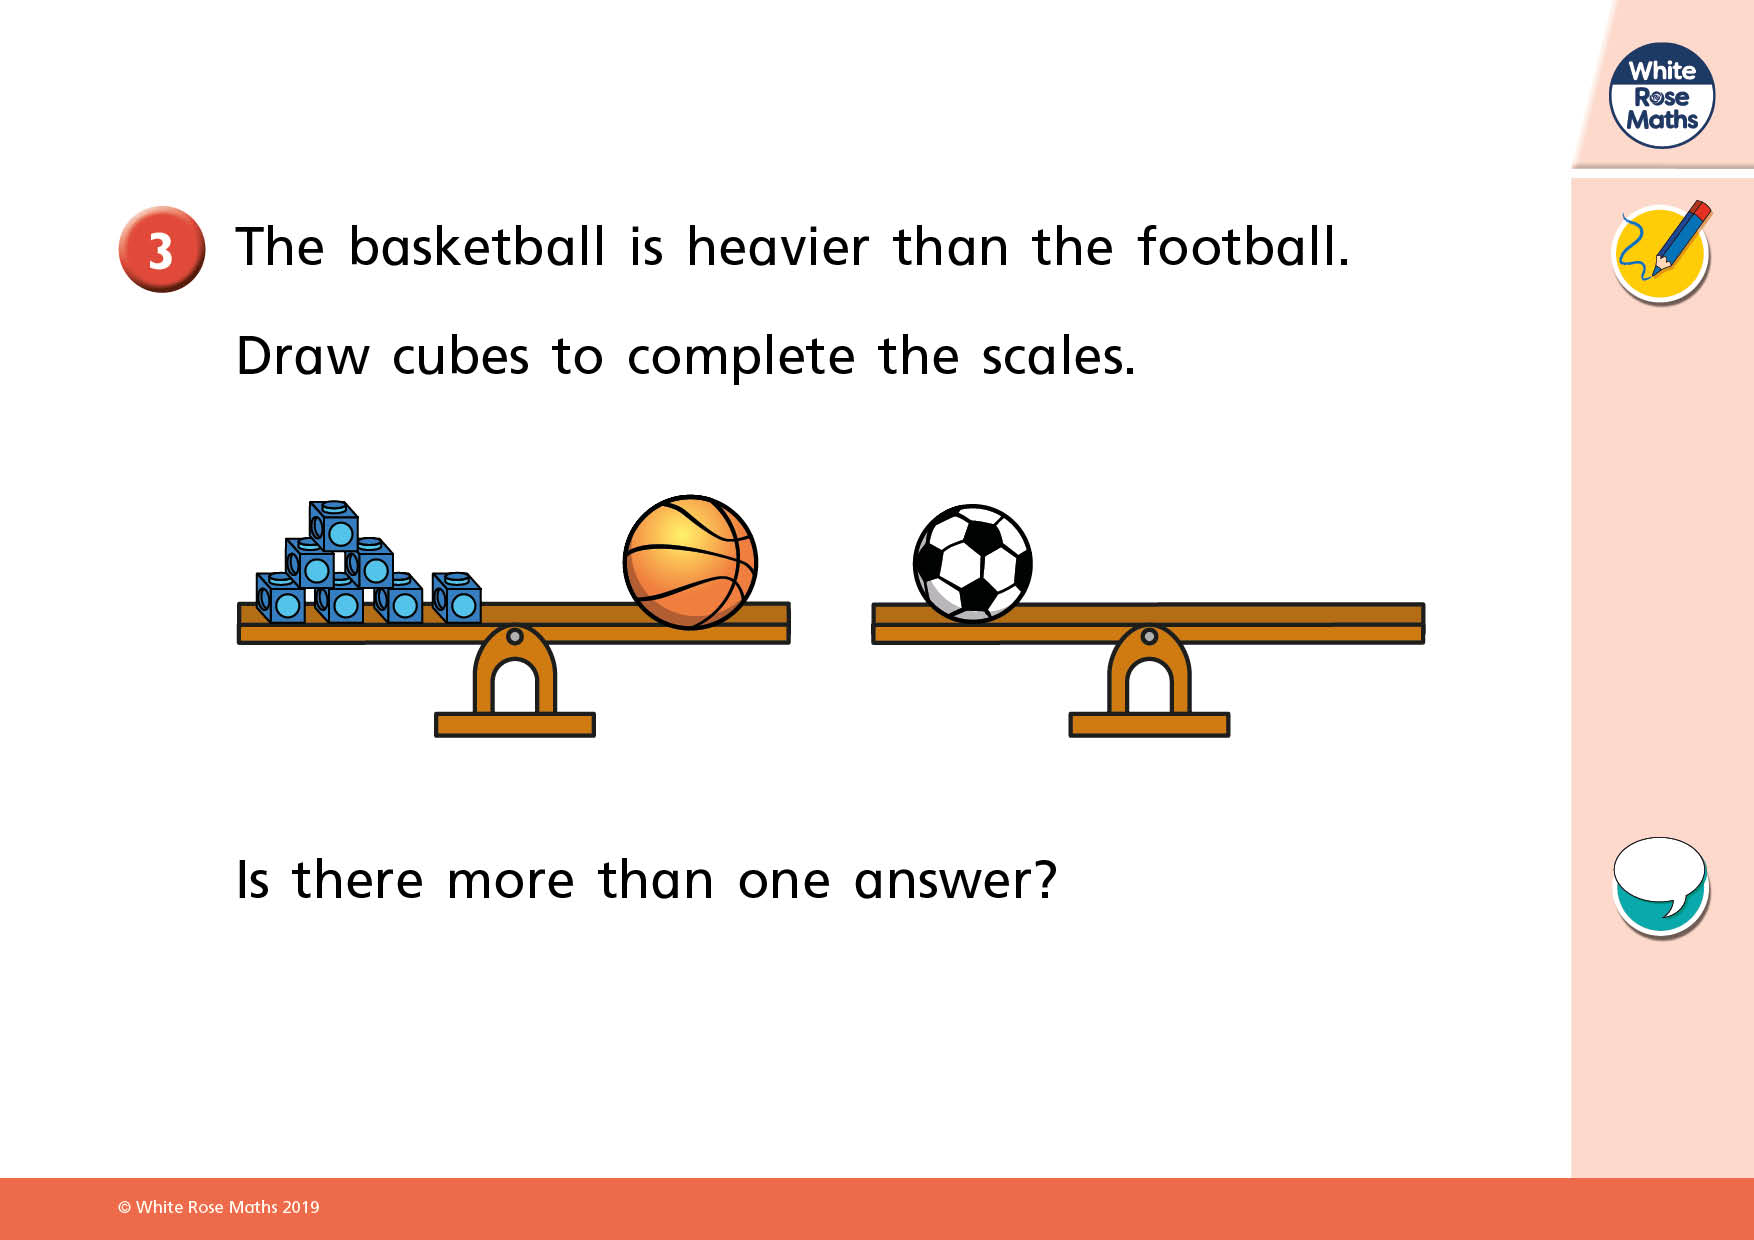 White
Rose
Maths
3 The basketball is heavier than the football.
Draw cubes to complete the scales.
Is there more than one answer?
© White Rose Maths 2019